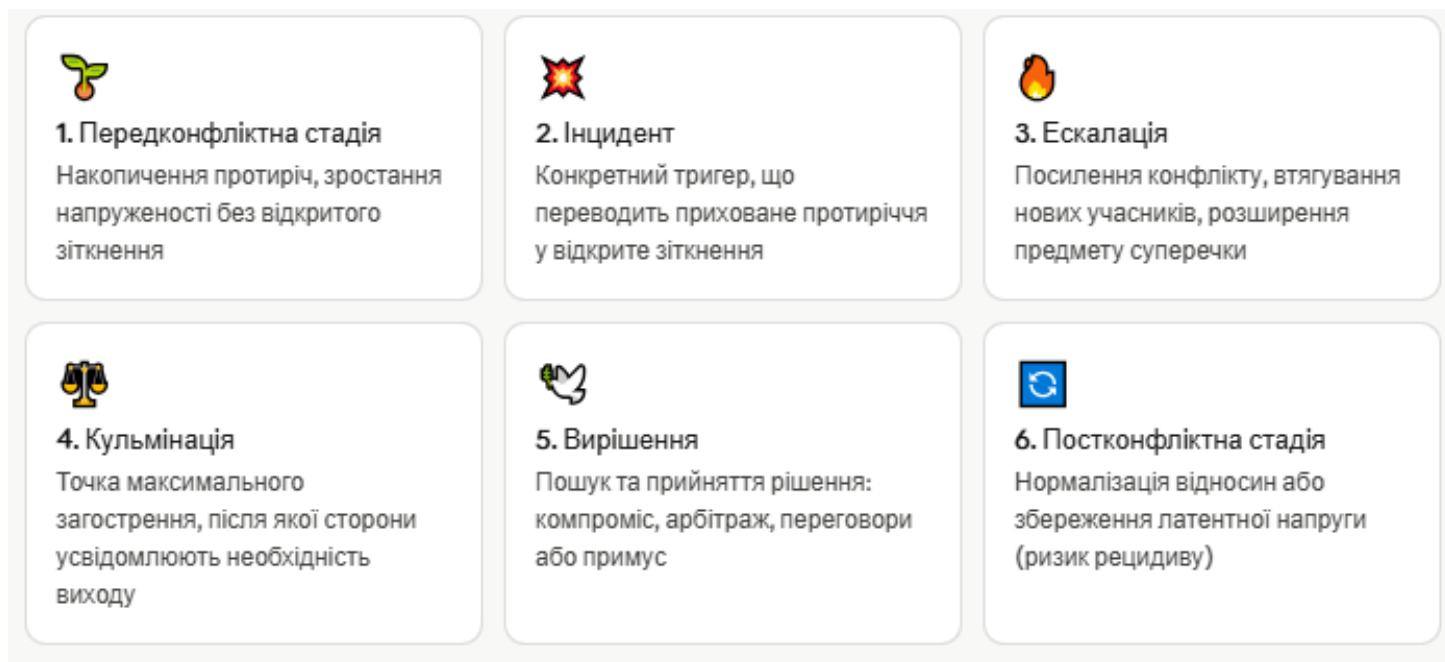 1. Передконфліктна стадія
Накопичення протиріч, зростання
напруженості без відкритого
зіткнення
2. Інцидент
Конкретний тригер, що
переводить приховане протиріччя
у відкрите зіткнення
3. Ескалація
Посилення конфлікту, втягування
нових учасників, розширення
предмету суперечки
4. Кульмінація
Точка максимального
загострення, після якої сторони
усвідомлюють необхідність
виходу
5. Вирішення
Пошук та прийняття рішення:
компроміс, арбітраж, переговори
або примус
6. Постконфліктна стадія
Нормалізація відносин або
збереження латентної напруги
(ризик рецидиву)